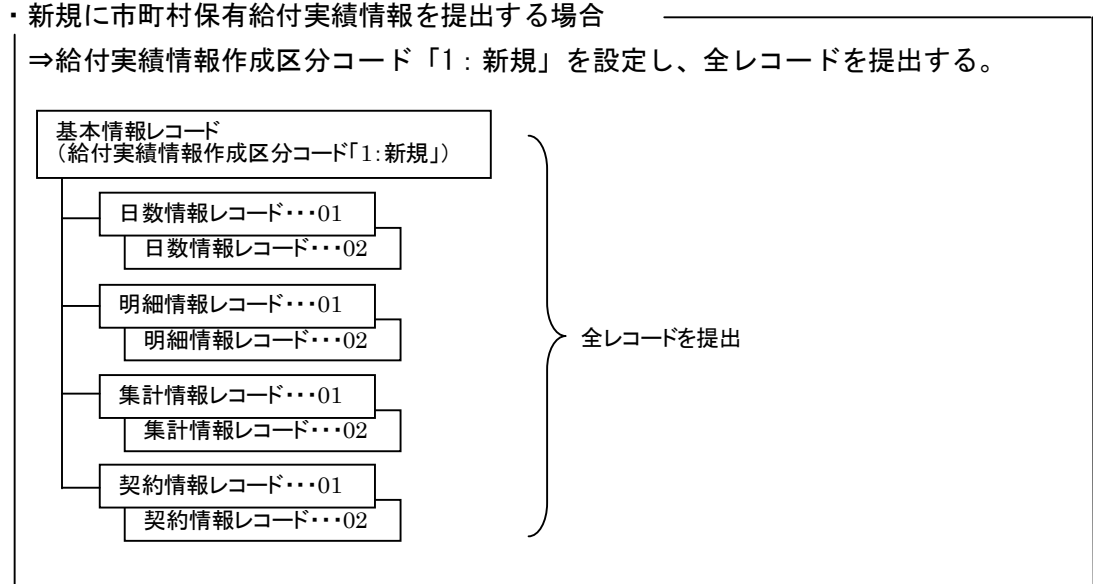 ・新規に市町村保有給付実績情報を提出する場合
⇒給付実績情報作成区分コード「1:新規」を設定し、全レコードを提出する。
基本情報レコード
(給付実績情報作成区分コード「1:新規」)
日数情報レコード・・・01
日数情報レコード・・・02
明細情報レコード・・・01
明細情報レコード・・・02
全レコードを提出
集計情報レコード・・・01
集計情報レコード・・・02
契約情報レコード・・・01
契約情報レコード・・・02